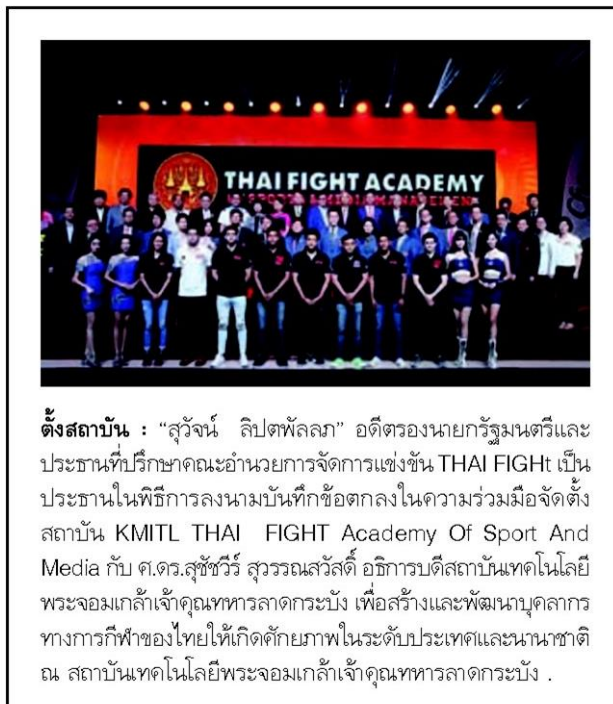 THAI FIGHT ACADEMY
ตั้งสถาบัน : “สุวัจน์ ลิปตพัลลภ” อดีตรองนายกรัฐมนตรีและ
ประธานที่ปรึกษาคณะอำนวยการจัดการแข่งขัน THAI FIGHt เป็น
ประธานในพิธีการลงนามบันทึกข้อตกลงในความร่วมมือจัดตั้ง
สถาบัน KMITL THAI FIGHT Academy Of Sport And
Media กับ ศ.ดร.สุชัชวีร์ สุวรรณสวัสดิ์ อธิการบดีสถาบันเทคโนโลยี
พระจอมเกล้าเจ้าคุณทหารลาดกระบัง เพื่อสร้างและพัฒนาบุคลากร
ทางการกีฬาของไทยให้เกิดศักยภาพในระดับประเทศและนานาชาติ
ณ สถาบันเทคโนโลยีพระจอมเกล้าเจ้าคุณทหารลาดกระบัง .